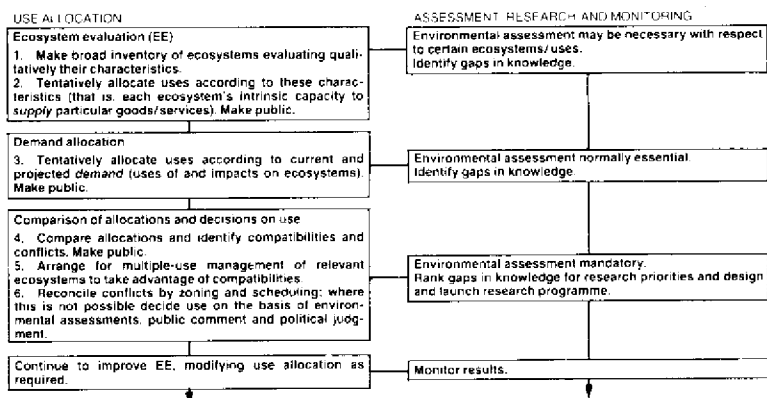 USE ALLOCATION
Ecosystem evaluation (EE)
1. Make broad inventory of ecosystems evaluating quali-
tatively their characteristics.
2. Tentatively allocate uses according to these charac-
teristics (that is, each ecosystem's intrinsic capacity to
supply particular goods/services). Make public.
Demand allocation
3. Tentatively allocate uses according to current and
projected demand (uses of and impacts on ecosystems).
Make public.
Comparison of allocations and decisions on use
4. Compare allocations and identify compatibilities and
conflicts. Make public.
5. Arrange for multiple-use management of relevant
ecosystems to take advantage of compatibilities.
6. Reconcile conflicts by zoning and scheduling; where
this is not possible decide use on the basis of environ-
mental assessments, public comment and political judg-
ment.
Continue to improve EE, modifying use allocation as
required.
ASSESSMENT, RESEARCH AND MONITORING
Environmental assessment may be necessary with respect
to certain ecosystems/uses.
Identify gaps in knowledge.
Environmental assessment normally essential.
Identify gaps in knowledge.
Environmental assessment mandatory.
Rank gaps in knowledge for research priorities and design
and launch research programme.
Monitor results.